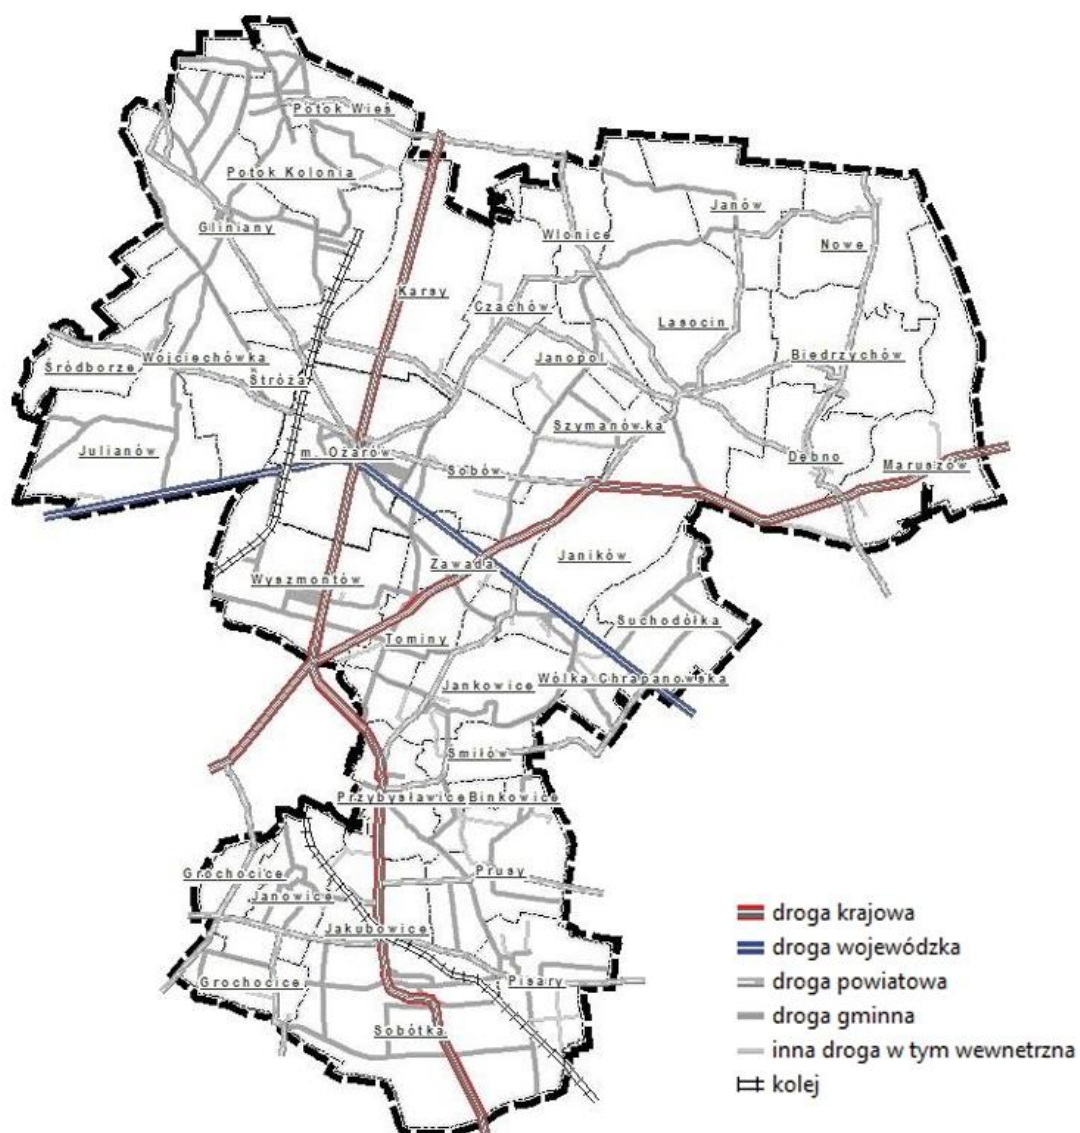 Potok Wieś
Potok Kolonia
Janów
Gliniany
Wlonice
Nowe
Karsy
Czachów
Lasocin
Wojciechówka
Janopol
Biedrzychów
Śródborze
Stróża
Szymanówka
Julianów
m. Ożarów
Sobów
Dębno
Maruszów
Zawada
Janików
Wyszmontów
Suchodółka
Tominy
Jankowice
Wólka Chrapanowska
Śmiłów
Przybysławice
Binkowice
Grochocice
Prusy
Janowice
Jakubowice
Grochocice
Pisary
Sobótka
droga krajowa
droga wojewódzka
droga powiatowa
droga gminna
inna droga w tym wewnetrzna
kolej